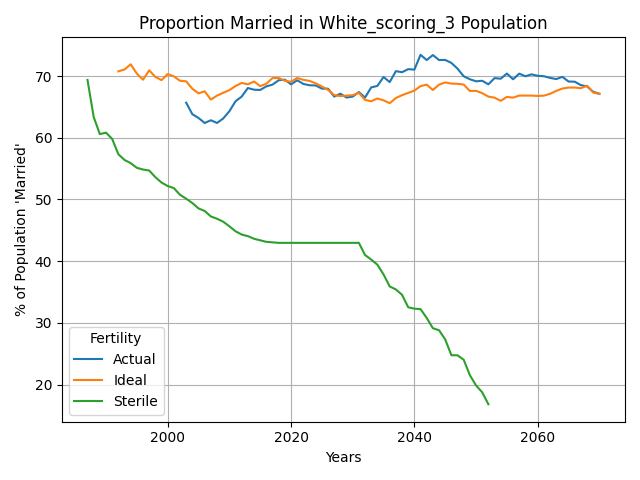 Proportion Married in White_scoring_3 Population
% of Population 'Married'
70
60
50
40
30
20
Fertility
Actual
Ideal
Sterile
2000 2020 2040 2060
Years